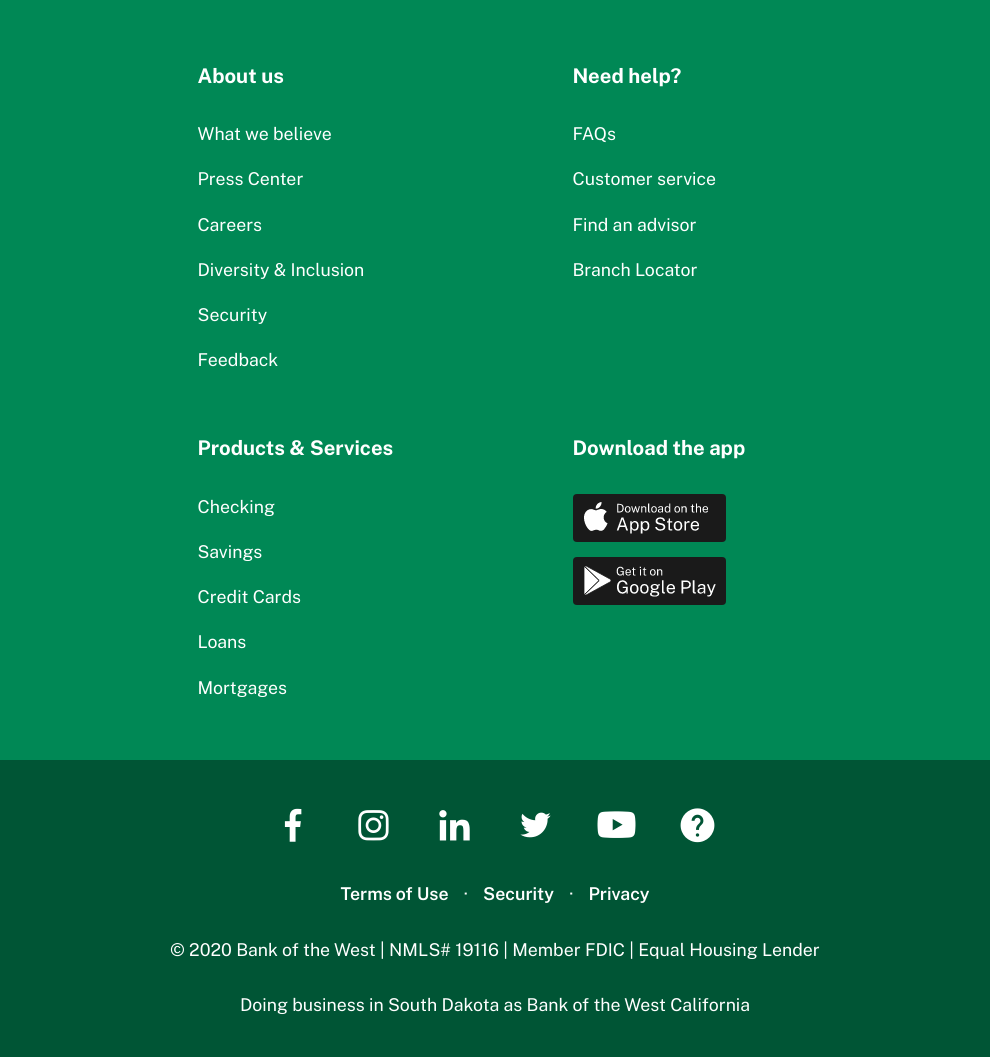 About us
What we believe
Press Center
Careers
Diversity & Inclusion
Security
Feedback
Need help?
FAQs
Customer service
Find an advisor
Branch Locator
Products & Services
Checking
Savings
Credit Cards
Loans
Mortgages
Download the app
Download on the
App Store
Get it on
Google Play
Terms of Use · Security · Privacy
© 2020 Bank of the West | NMLS# 19116 | Member FDIC | Equal Housing Lender
Doing business in South Dakota as Bank of the West California